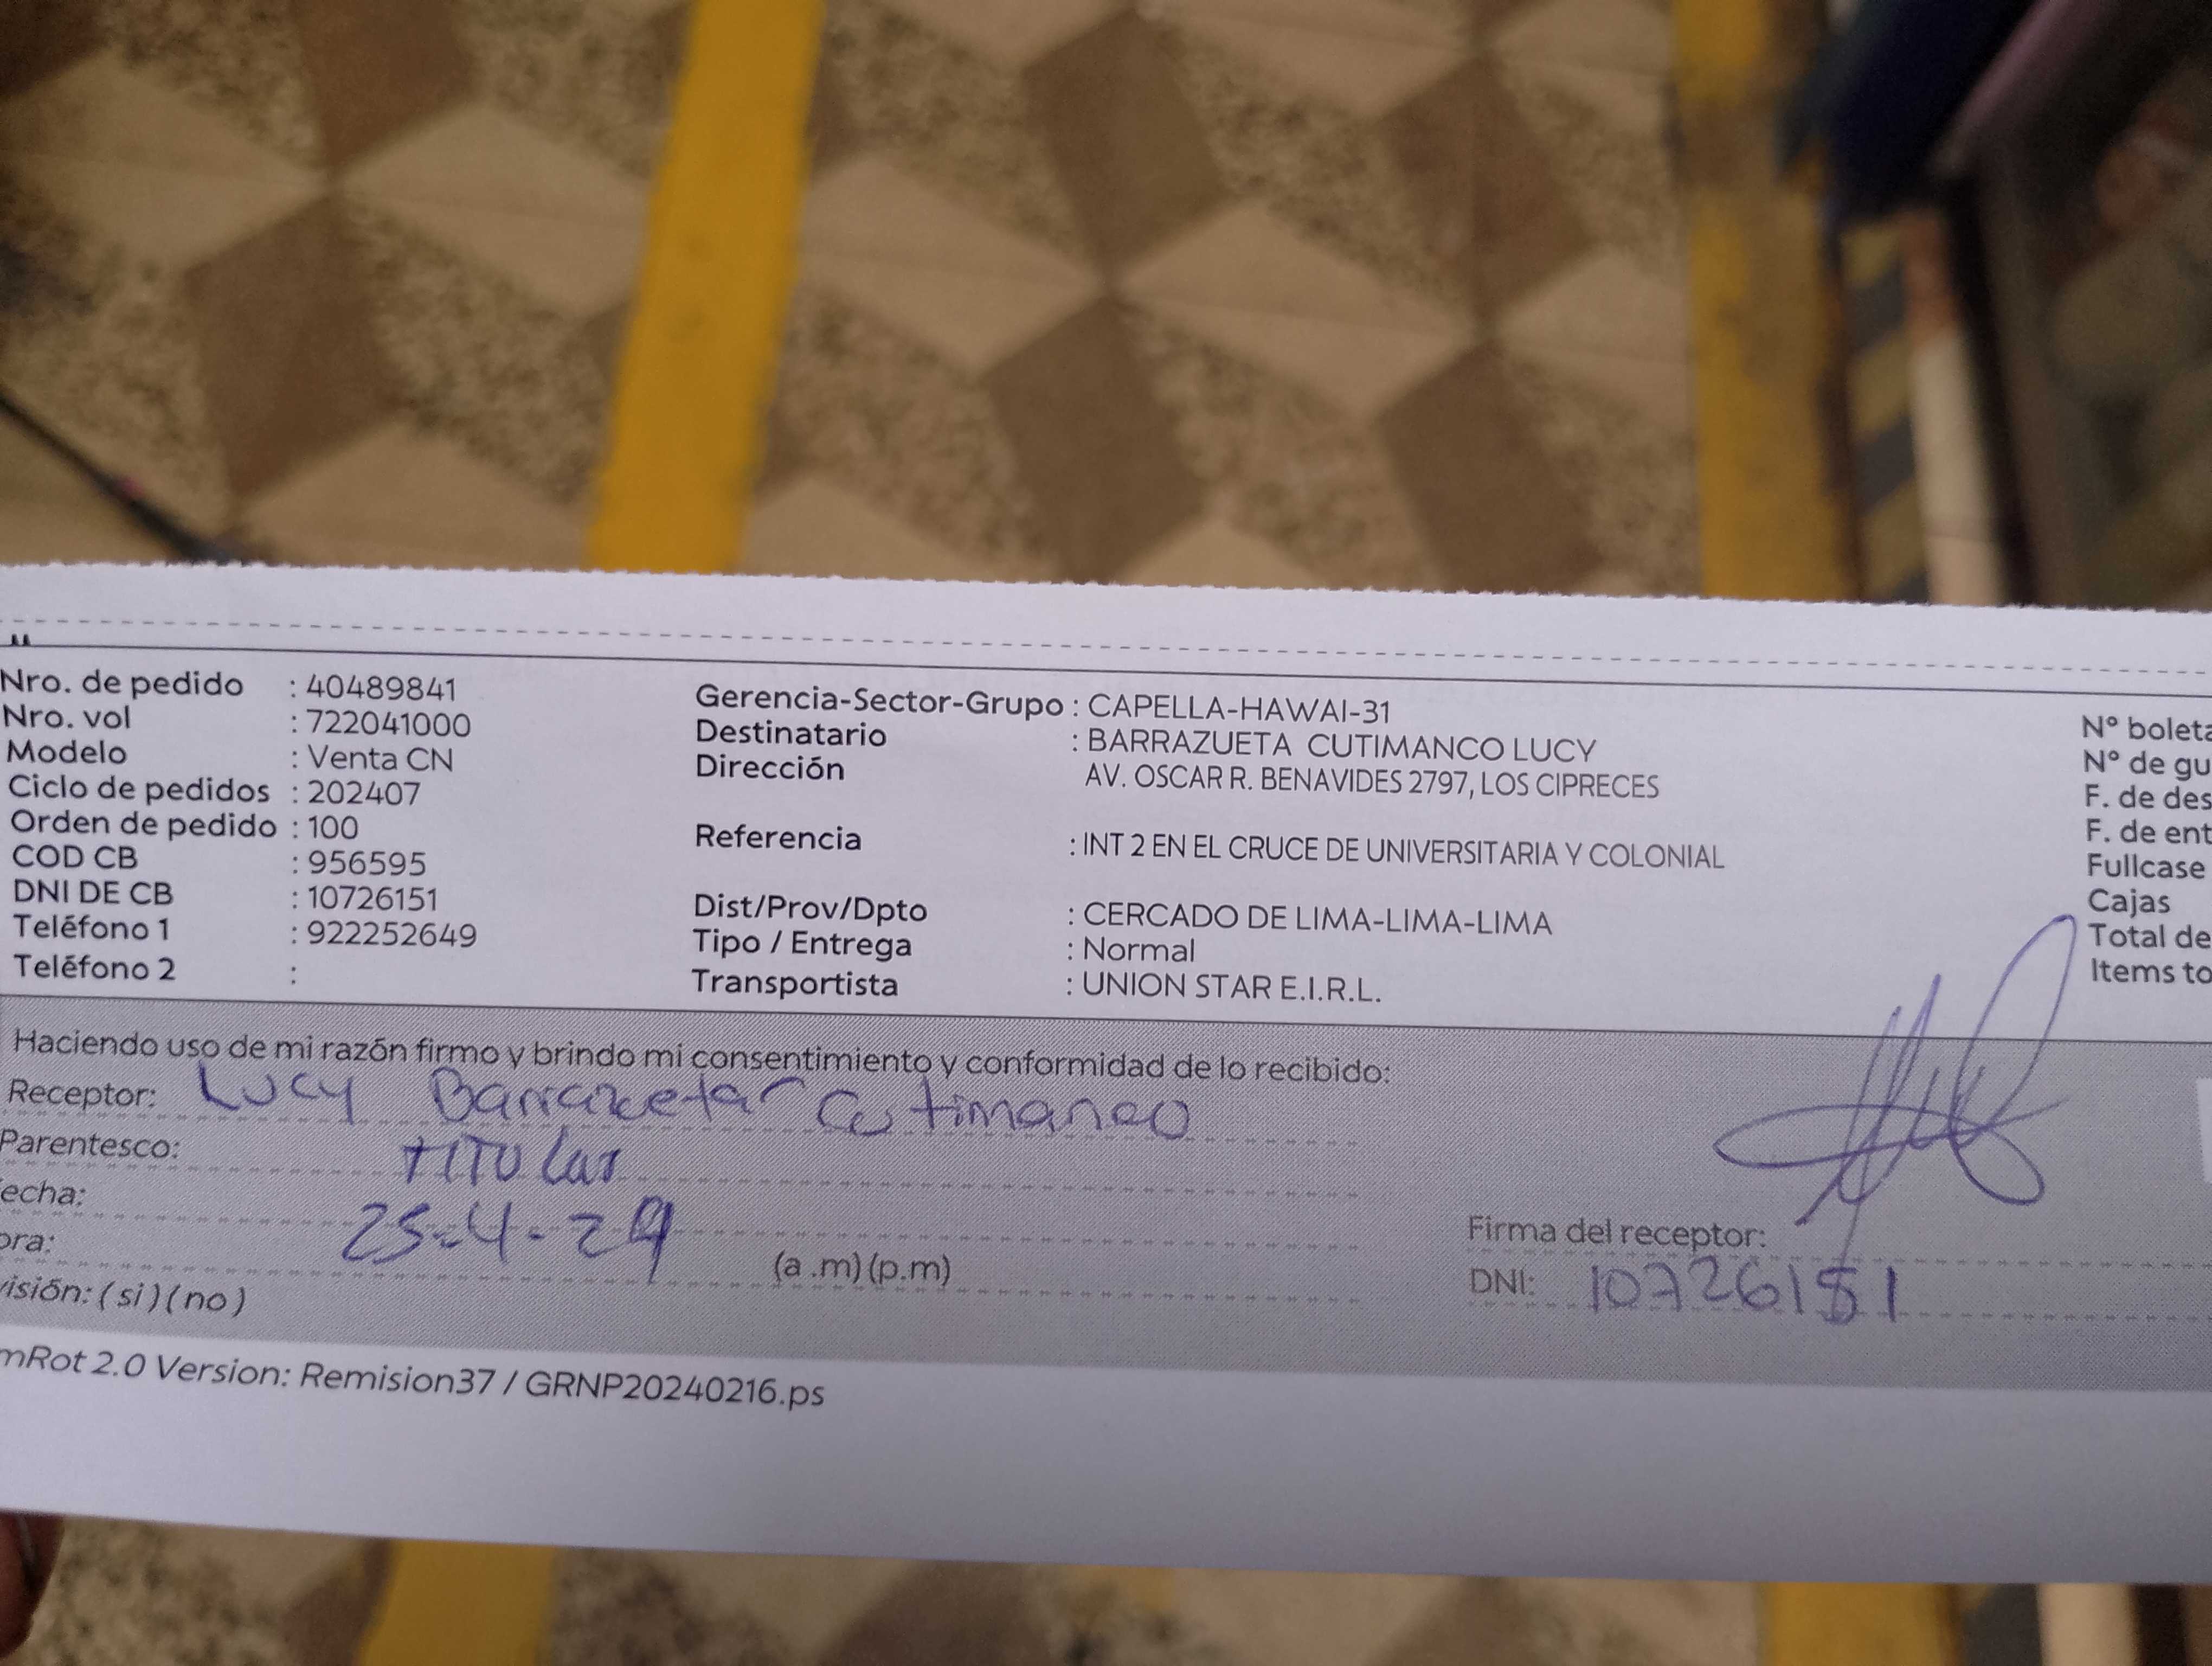 Nro. de pedido : 40489841
Nro. vol : 722041000
Modelo : Venta CN
Ciclo de pedidos : 202407
Orden de pedido : 100
COD CB : 956595
DNI DE CB : 10726151
Teléfono 1 : 922252649
Teléfono 2 :
Gerencia-Sector-Grupo : CAPELLA-HAWAI-31
Destinatario : BARRAZUETA CUTIMANCO LUCY
Dirección AV. OSCAR R. BENAVIDES 2797, LOS CIPRECES
Referencia : INT 2 EN EL CRUCE DE UNIVERSITARIA Y COLONIAL
Dist/Prov/Dpto : CERCADO DE LIMA-LIMA-LIMA
Tipo / Entrega : Normal
Transportista : UNION STAR E.I.R.L.
N° boleta
N° de gu
F. de des
F. de ent
Fullcase
Cajas
Total de
Items to
Haciendo uso de mi razón firmo y brindo mi consentimiento y conformidad de lo recibido:
Receptor: Lucy Barrazueta Cutimanco
Parentesco: TITULar
echa: 25-4-24
ora: (a.m)(p.m)
visión: (si)(no)
Firma del receptor:
DNI: 10726151
mRot 2.0 Version: Remision37 / GRNP20240216.ps